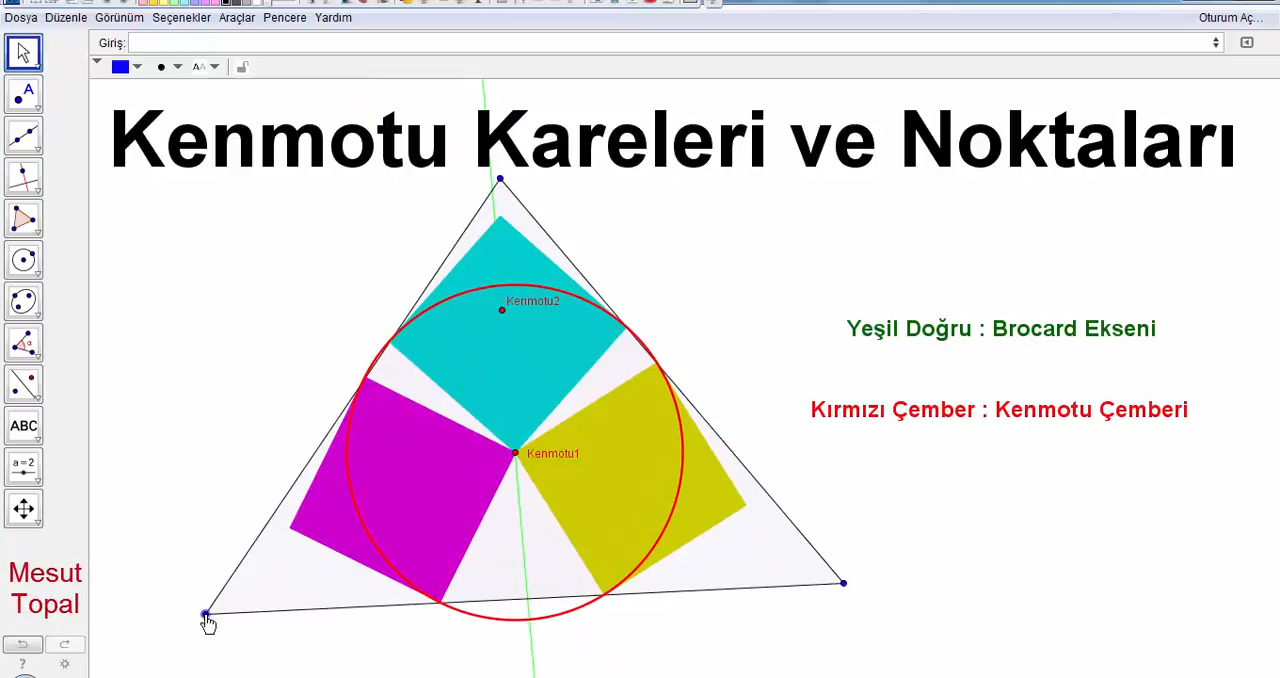 Dosya Düzenle Görünüm Seçenekler Araçlar Pencere Yardım
Oturum Aç...
Giriş:
AA
Kenmotu Kareleri ve Noktaları
A
Kenmotu2
Yeşil Doğru : Brocard Ekseni
α
Kırmızı Çember : Kenmotu Çemberi
ABC
Kenmotu1
a=2
Mesut
Topal
?